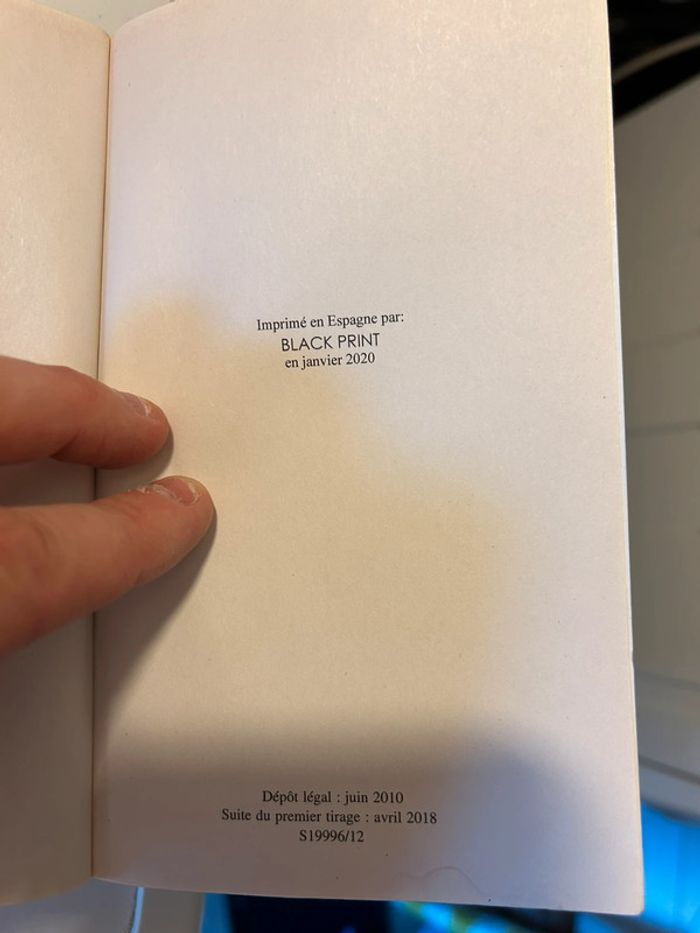 Imprimé en Espagne par:
BLACK PRINT
en janvier 2020
Dépôt légal : juin 2010
Suite du premier tirage : avril 2018
S19996/12